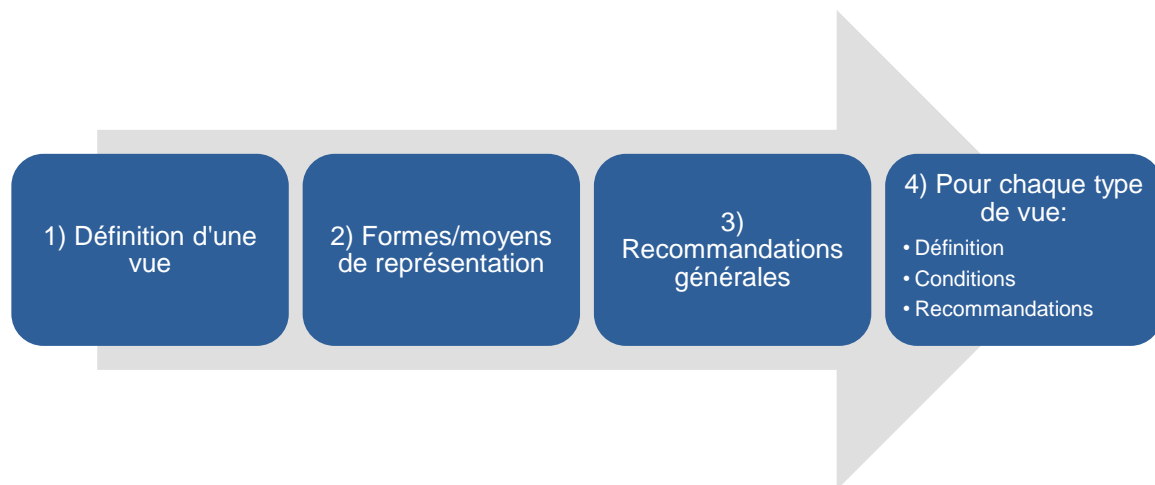 1) Définition d'une
vue
2) Formes/moyens
de représentation
3)
Recommandations
générales
4) Pour chaque type
de vue:
• Définition
• Conditions
• Recommandations